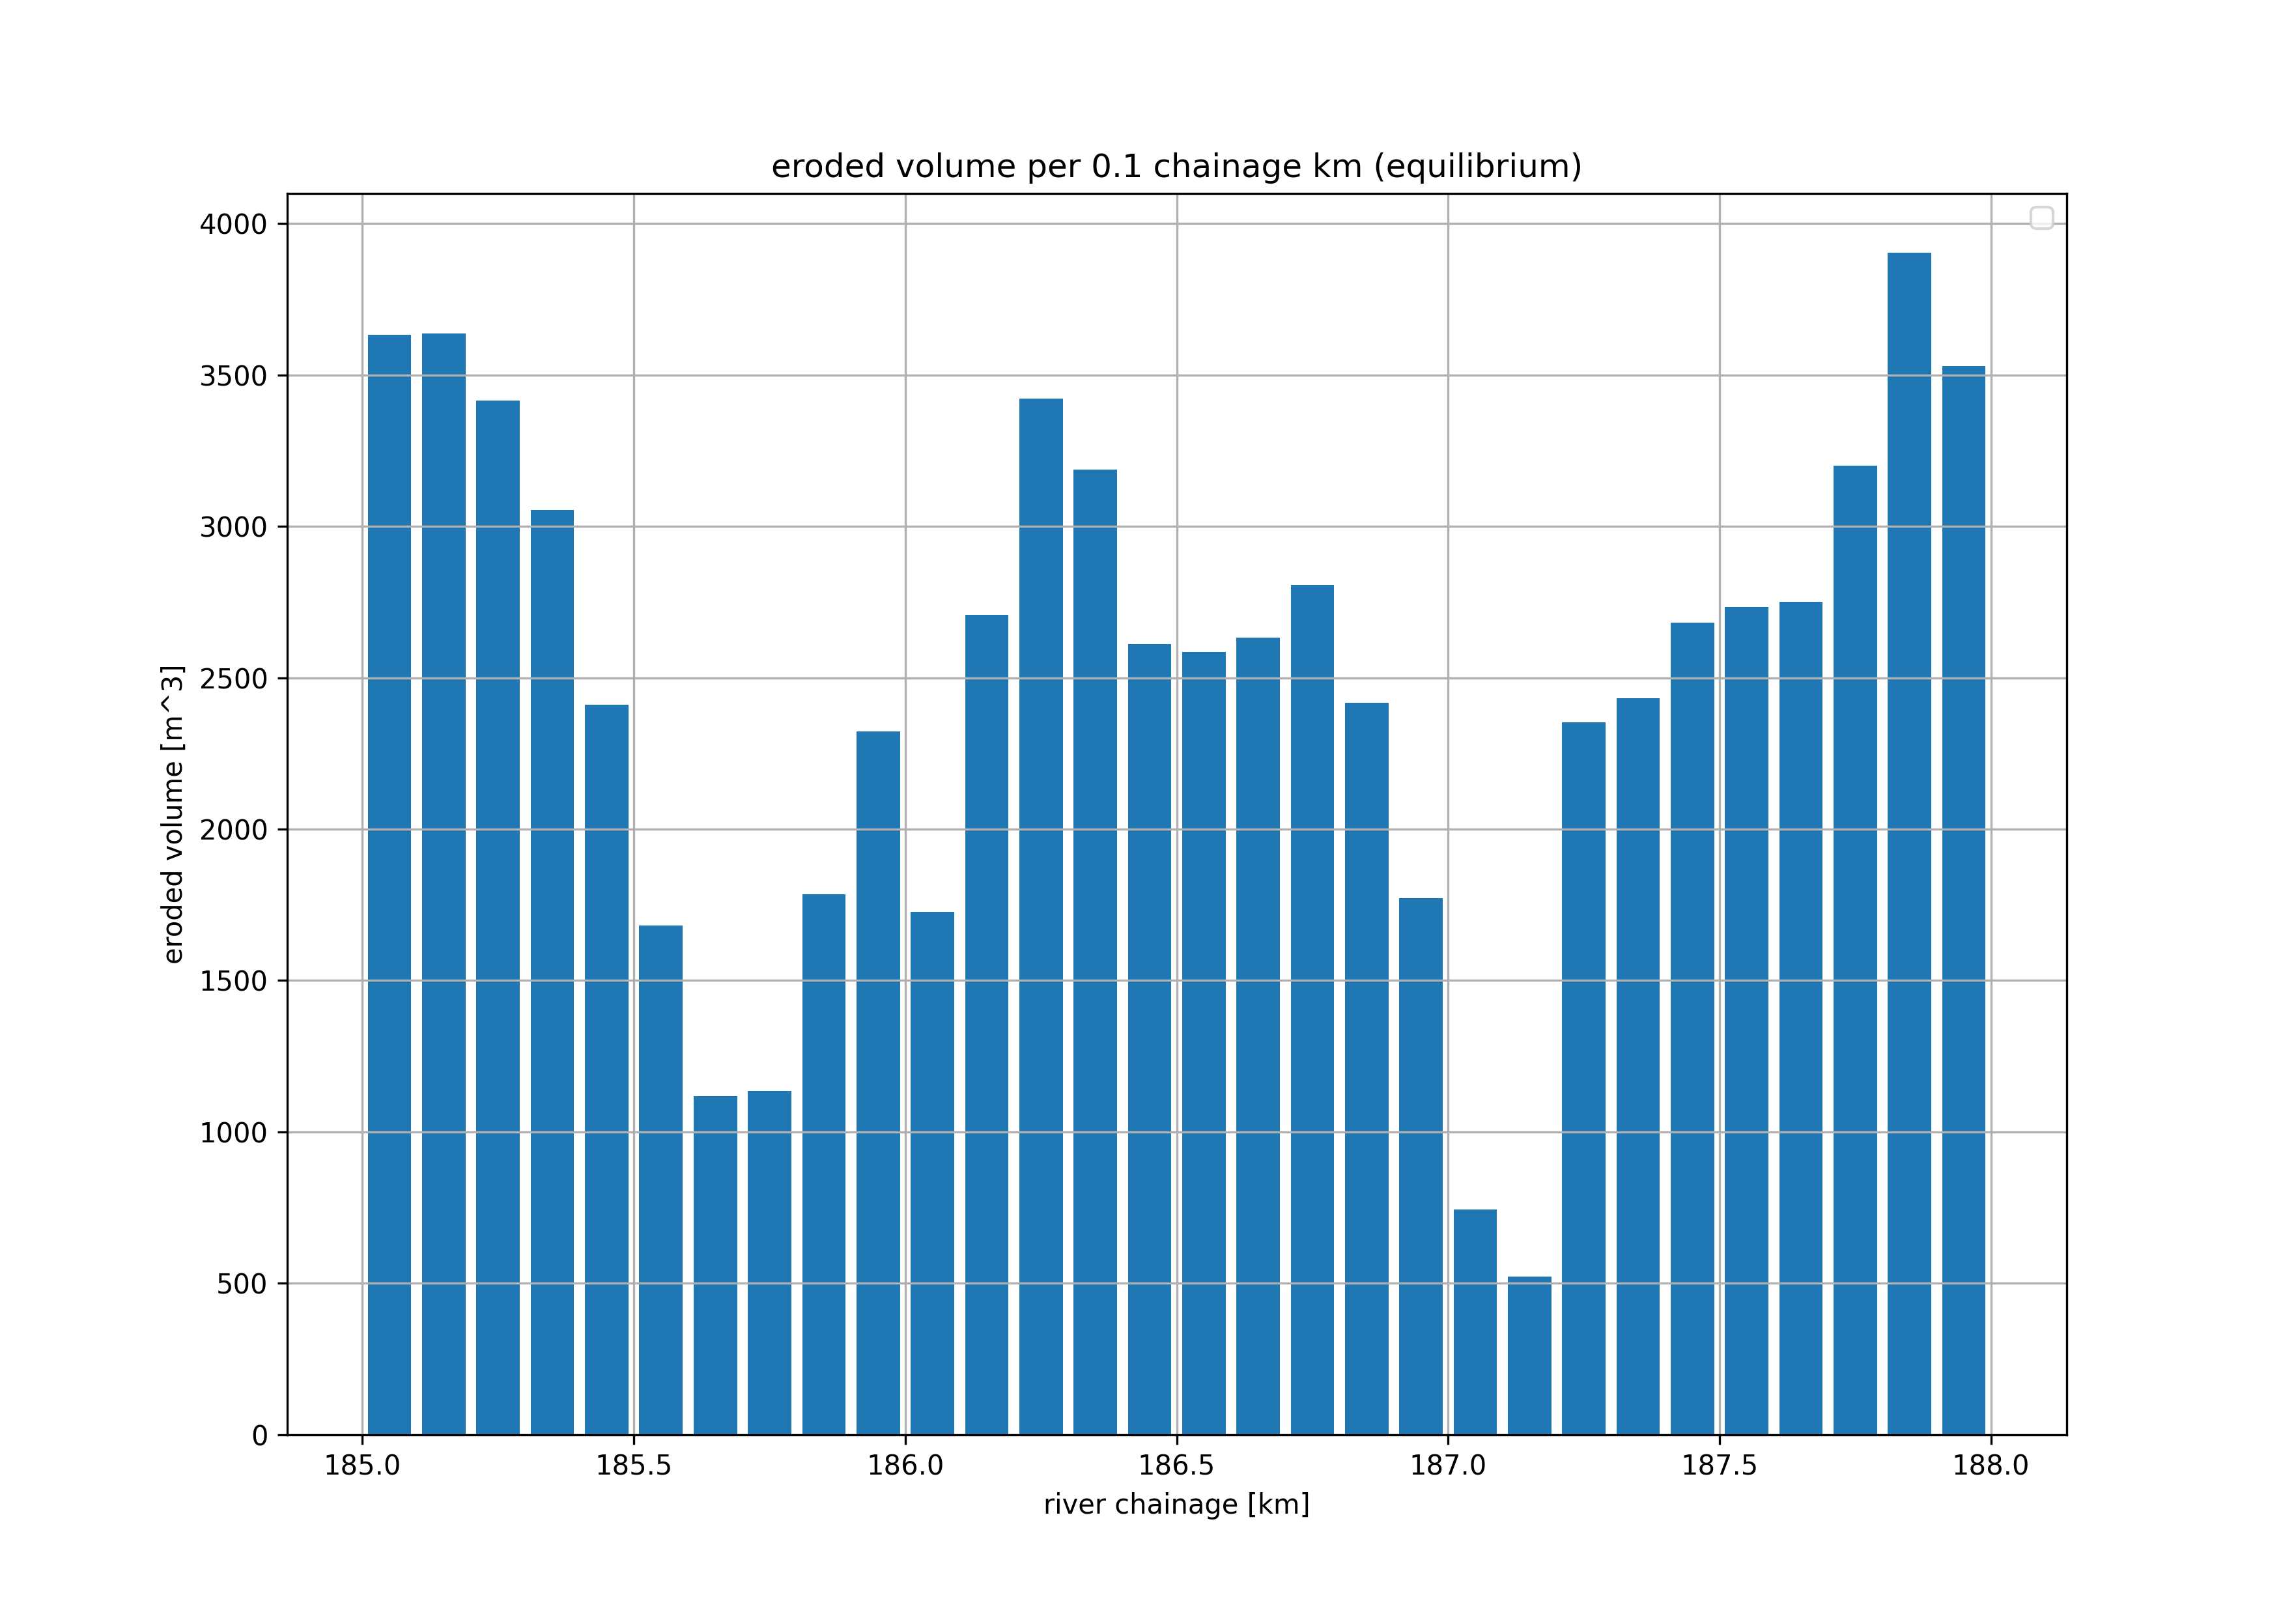 eroded volume per 0.1 chainage km (equilibrium)
4000
3500
3000
2500
2000
1500
1000
500
0
eroded volume [m^3]
185.0 185.5 186.0 186.5 187.0 187.5 188.0
river chainage [km]